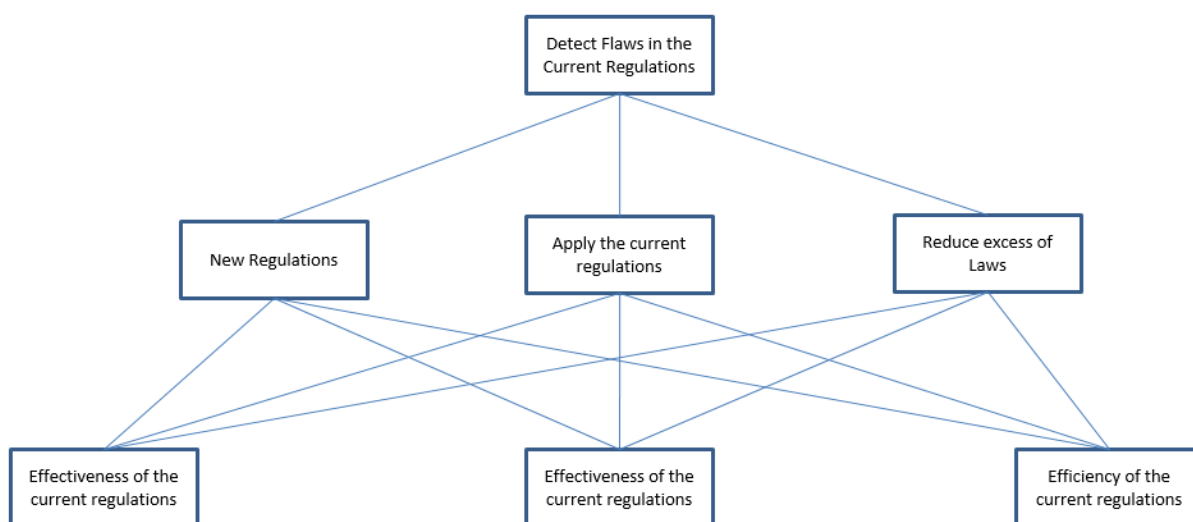 Detect Flaws in the
Current Regulations
New Regulations
Apply the current
regulations
Reduce excess of
Laws
Effectiveness of the
current regulations
Effectiveness of the
current regulations
Efficiency of the
current regulations